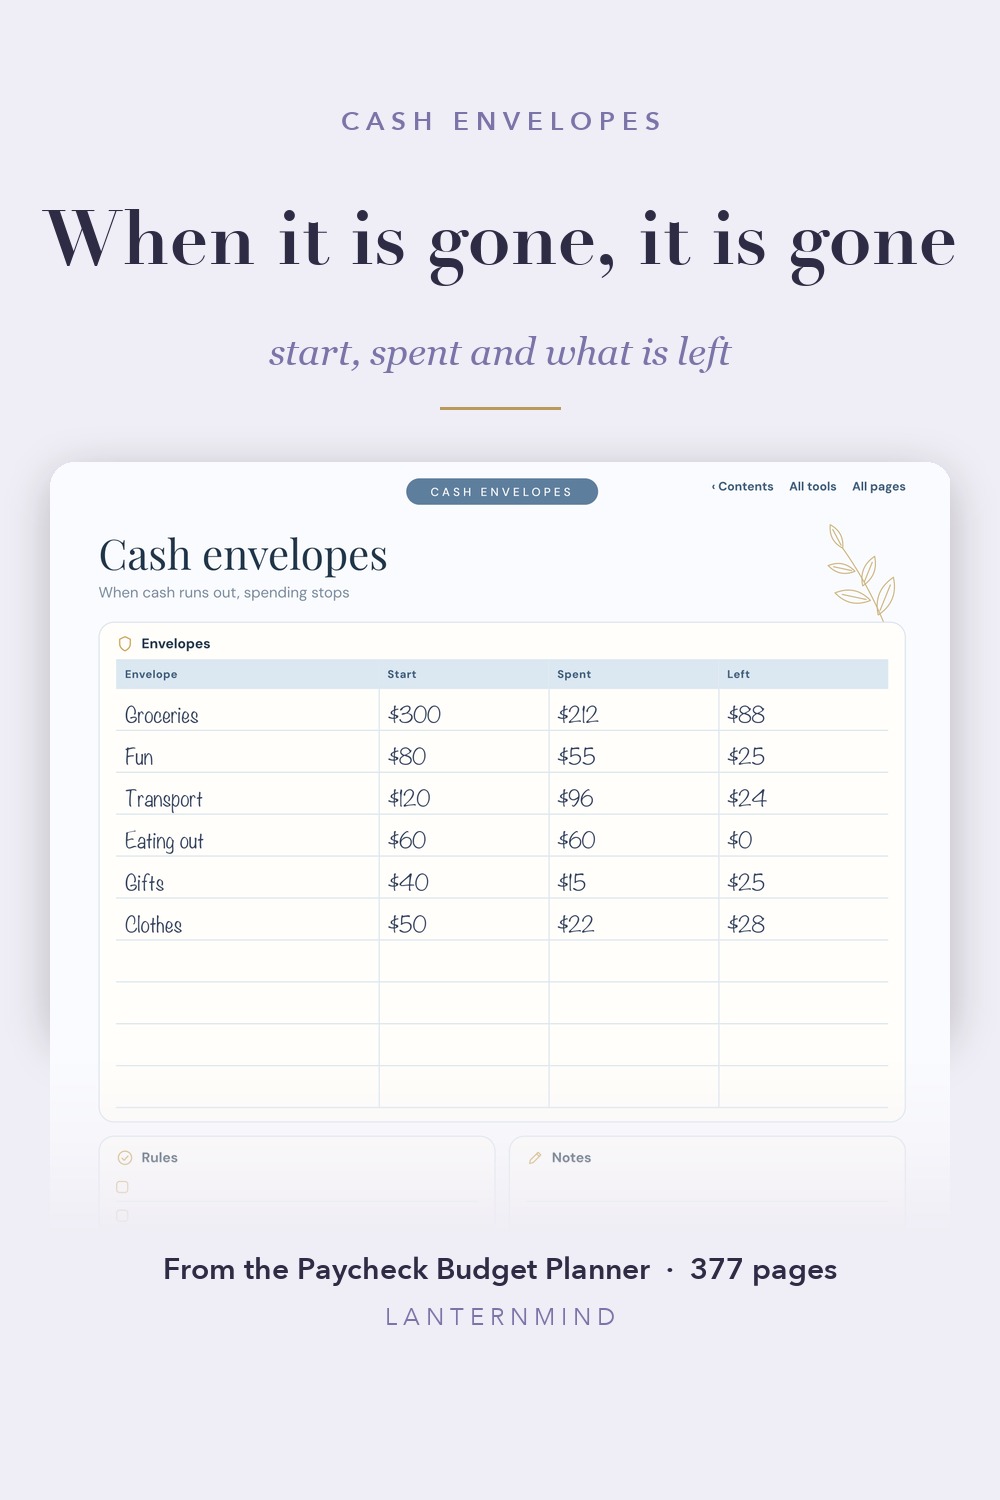 CASH ENVELOPES
When it is gone, it is gone
start, spent and what is left
CASH ENVELOPES
‹ Contents All tools All pages
Cash envelopes
When cash runs out, spending stops
Envelopes
Envelope Start Spent Left
Groceries $300 $212 $88
Fun $80 $55 $25
Transport $120 $96 $24
Eating out $60 $60 $0
Gifts $40 $15 $25
Clothes $50 $22 $28
Rules Notes
From the Paycheck Budget Planner · 377 pages
LANTERNMIND